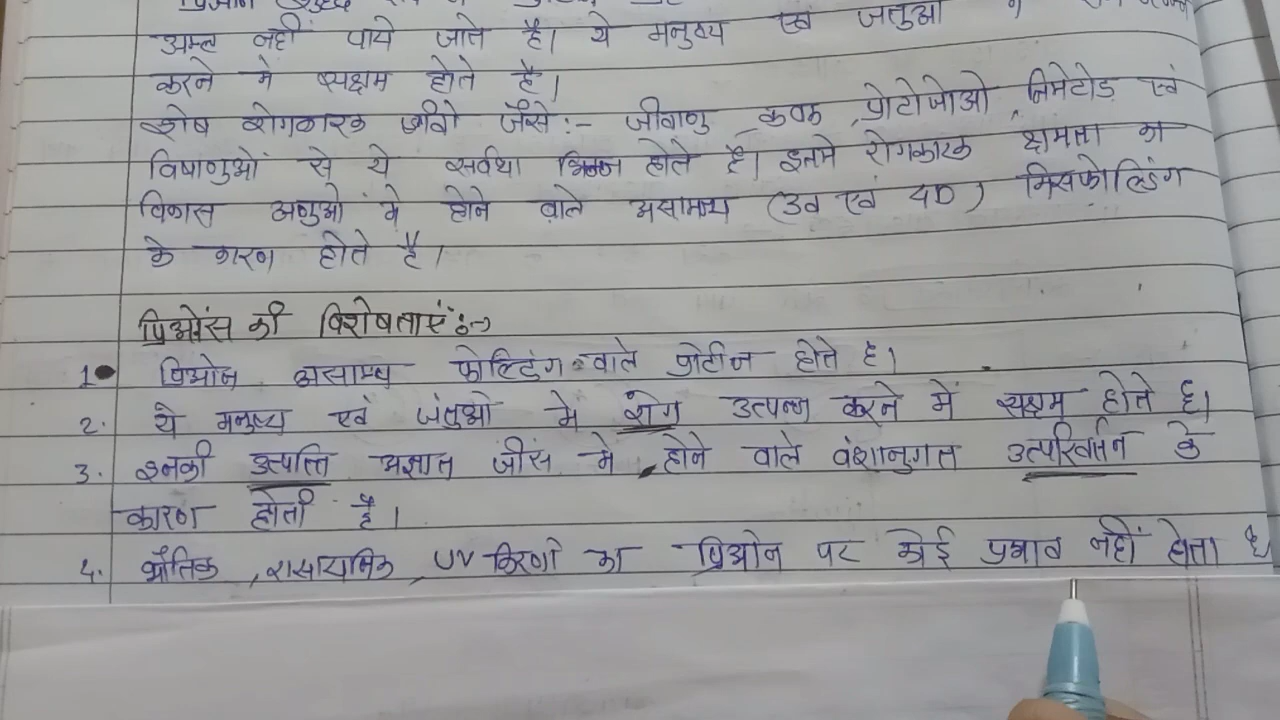 अम्ल नहीं पाये जाते है। ये मनुष्य एवं जंतुओ
करने मे सक्षम होते है।
शेष रोगकारक जीवो जैसे:- जीवाणु, कवक, प्रोटोजोओ, निमेटोड एवं
विषाणुओं से ये सर्वथा भिन्न होते है। इनमे रोगकारक क्षमता का
विकास अणुओं मे होने वाले असामान्य (3D एवं 4D) मिसफोल्डिंग
के कारण होते है।
प्रिओंस की विशेषताएं:-
1• प्रिओन असामान्य फोल्डिंग वाले प्रोटीन होते है।
2. ये मनुष्य एवं जंतुओ मे रोग उत्पन्न करने में सक्षम होते है।
3. इनकी उत्पत्ति अज्ञात जींस मे होने वाले वंशानुगत उत्परिवर्तन के
कारण होती है।
4. भौतिक, रासायनिक, UV किरणो का प्रिओन पर कोई प्रभाव नहीं होता है